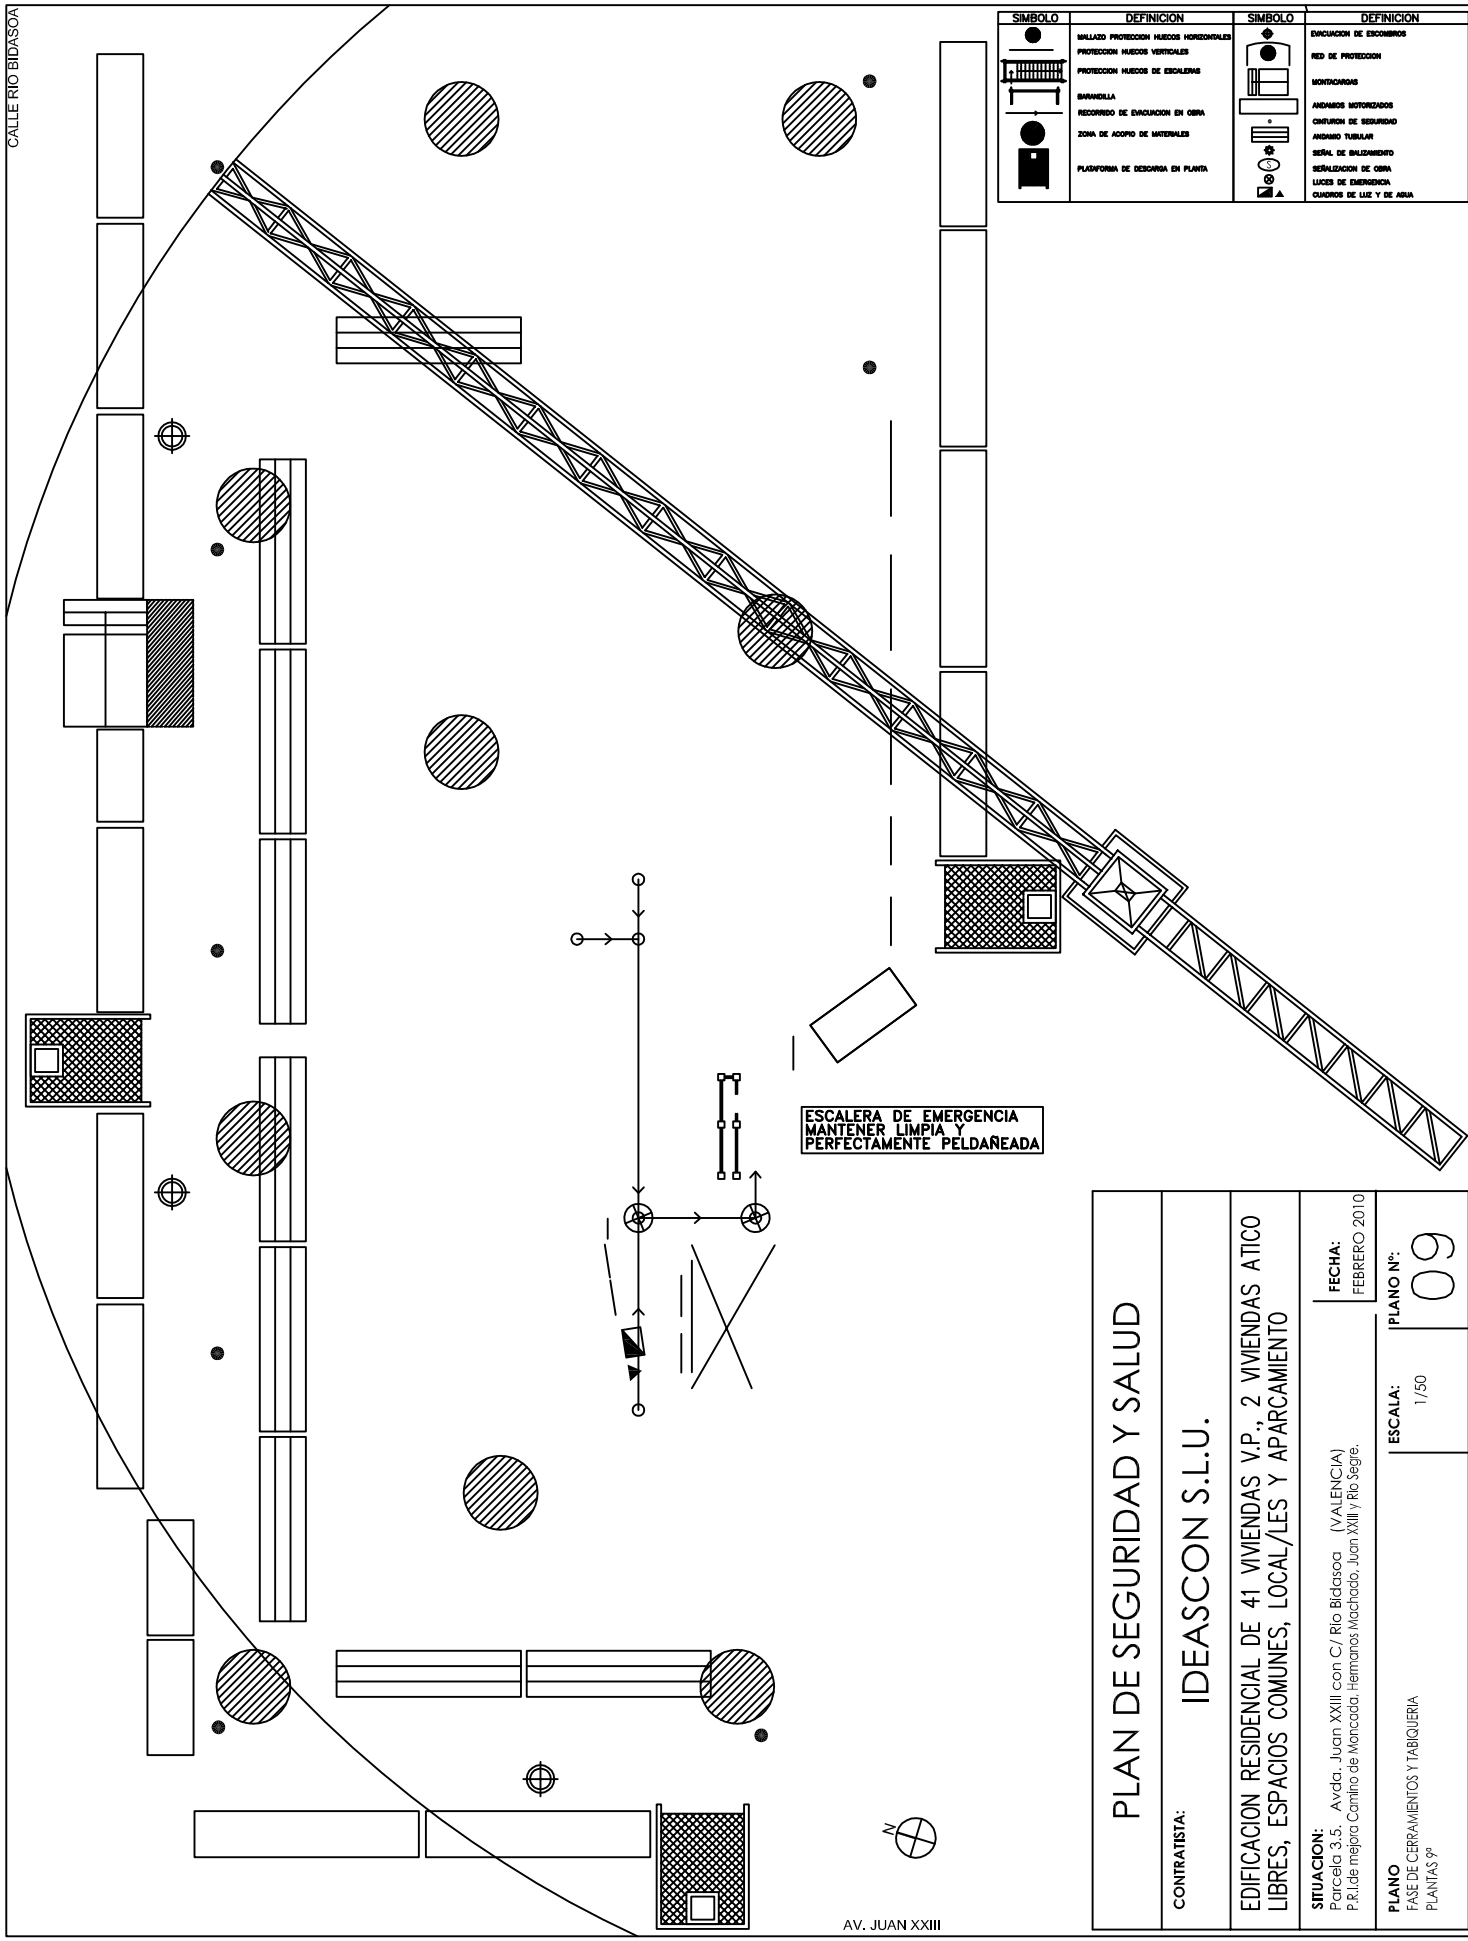 CALLE RIO BIDASOA
SIMBOLO
DEFINICION
MALLAZO PROTECCION HUECOS HORIZONTALES
PROTECCION HUECOS VERTICALES
PROTECCION HUECOS DE ESCALERAS
BARANDILLA
RECORRIDO DE EVACUACION EN OBRA
ZONA DE ACOPIO DE MATERIALES
PLATAFORMA DE DESCARGA EN PLANTA
SIMBOLO
DEFINICION
EVACUACION DE ESCOMBROS
RED DE PROTECCION
MONTACARGAS
ANDAMIOS MOTORIZADOS
CINTURON DE SEGURIDAD
ANDAMIO TUBULAR
SEÑAL DE BALIZAMIENTO
S
SEÑALIZACION DE OBRA
LUCES DE EMERGENCIA
CUADROS DE LUZ Y DE AGUA
ESCALERA DE EMERGENCIA
MANTENER LIMPIA Y
PERFECTAMENTE PELDAÑEADA
N
AV. JUAN XXIII
PLAN DE SEGURIDAD Y SALUD
CONTRATISTA:
IDEASCON S.L.U.
EDIFICACION RESIDENCIAL DE 41 VIVIENDAS V.P., 2 VIVIENDAS ATICO
LIBRES, ESPACIOS COMUNES, LOCAL/LES Y APARCAMIENTO
SITUACION:
Parcela 3.5. Avda. Juan XXIII con C/ Rio Bidasoa (VALENCIA)
P.R.I.de mejora Camino de Moncada, Hermanos Machado, Juan XXIII y Rio Segre.
FECHA:
FEBRERO 2010
PLANO
FASE DE CERRAMIENTOS Y TABIQUERIA
PLANTAS 9ª
ESCALA:
1/50
PLANO Nº:
09